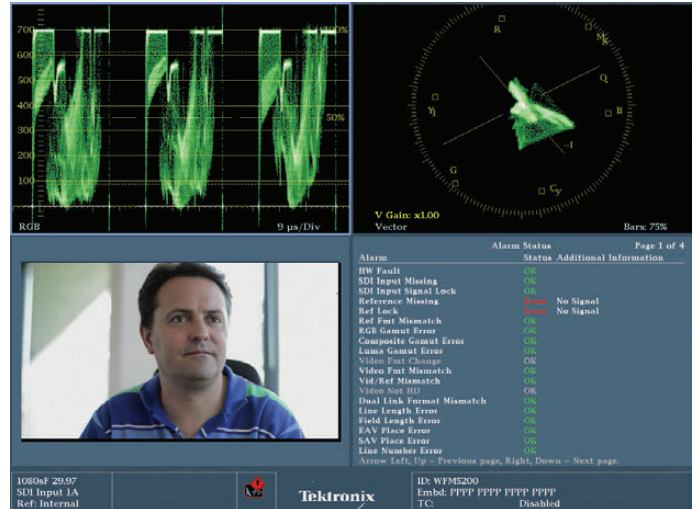 700
600
500
400
300
200
100
100%
50%
RGB
9 µs/Div
R
Q
B
Yl
-I
G
Cy
V Gain: x1.00
Vector
Bars: 75%
Alarm Status Page 1 of 4
Alarm Status Additional Information
HW Fault OK
SDI Input Missing OK
SDI Input Signal Lock OK
Reference Missing Error No Signal
Ref Lock Error No Signal
Ref Fmt Mismatch OK
RGB Gamut Error OK
Composite Gamut Error OK
Luma Gamut Error OK
Video Fmt Change OK
Video Fmt Mismatch OK
Vid/Ref Mismatch OK
Video Not HD OK
Dual Link Format Mismatch OK
Line Length Error OK
Field Length Error OK
EAV Place Error OK
SAV Place Error OK
Line Number Error OK
Arrow Left, Up – Previous page, Right, Down – Next page.
1080sF 29.97
SDI Input 1A
Ref: Internal
Tektronix
ID: WFM5200
Embd: PPPP PPPP PPPP PPPP
TC: Disabled